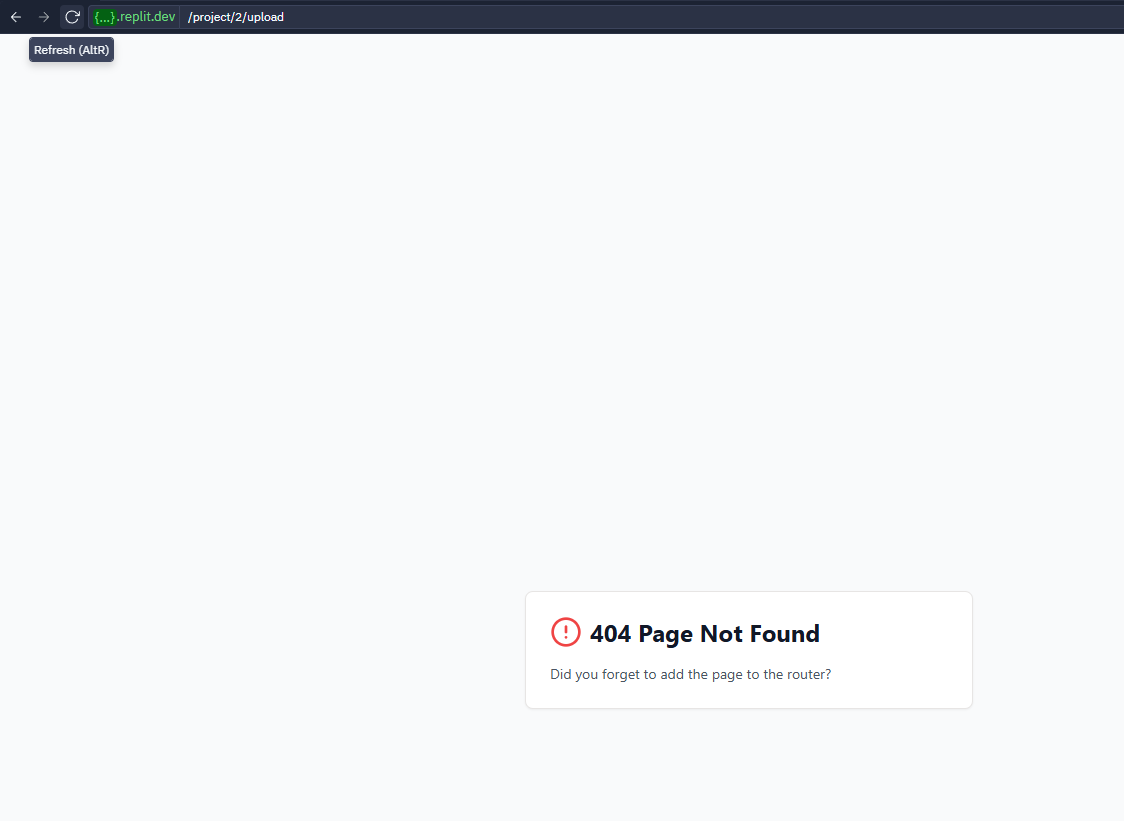 {...}.replit.dev /project/2/upload
Refresh (AltR)
404 Page Not Found
Did you forget to add the page to the router?